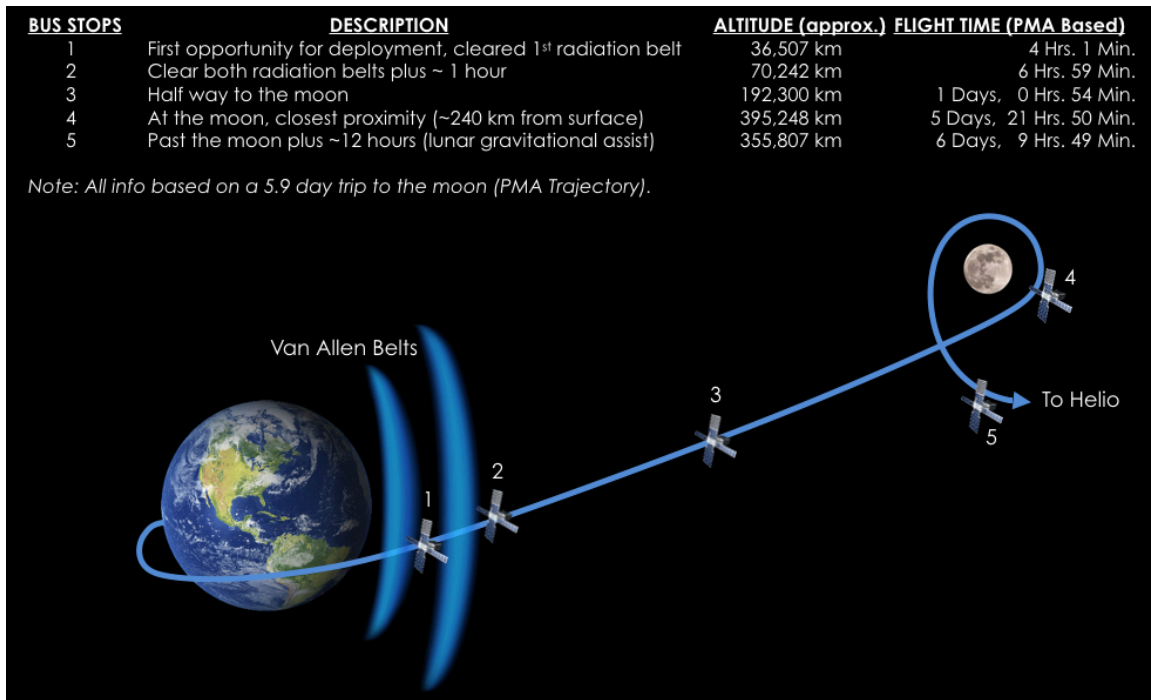 BUS STOPS DESCRIPTION ALTITUDE (approx.) FLIGHT TIME (PMA Based)
1 First opportunity for deployment, cleared 1st radiation belt 36,507 km 4 Hrs. 1 Min.
2 Clear both radiation belts plus ~ 1 hour 70,242 km 6 Hrs. 59 Min.
3 Half way to the moon 192,300 km 1 Days, 0 Hrs. 54 Min.
4 At the moon, closest proximity (~240 km from surface) 395,248 km 5 Days, 21 Hrs. 50 Min.
5 Past the moon plus ~12 hours (lunar gravitational assist) 355,807 km 6 Days, 9 Hrs. 49 Min.
Note: All info based on a 5.9 day trip to the moon (PMA Trajectory).
4
Van Allen Belts
3
To Helio
5
2
1